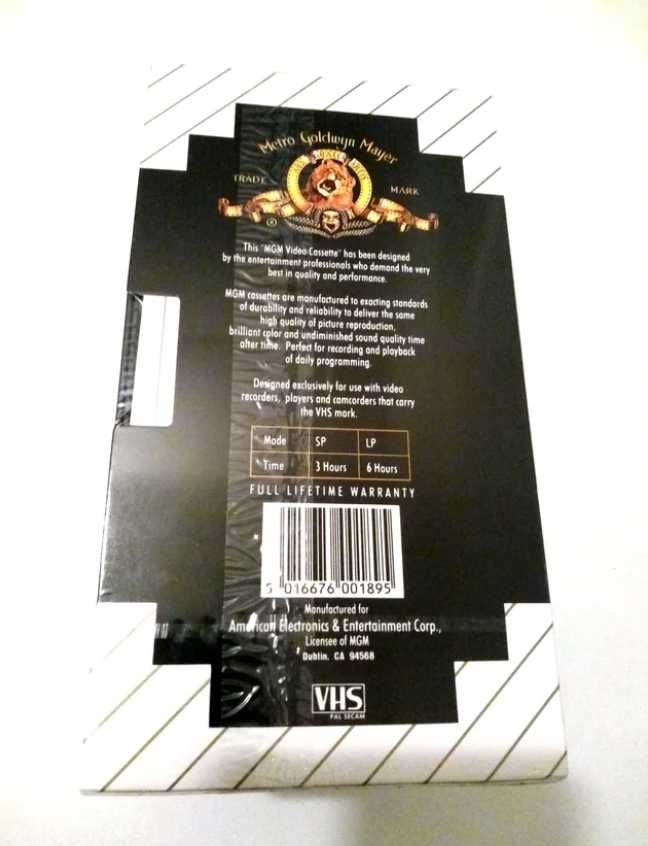 Metro Goldwyn Mayer
ARS GRATIA ARTIS
TRADE MARK
®
This "MGM Video Cassette" has been designed
by the entertainment professionals who demand the very
best in quality and performance.
MGM cassettes are manufactured to exacting standards
of durability and reliability to deliver the same
high quality of picture reproduction,
brilliant color and undiminished sound quality time
after time. Perfect for recording and playback
of daily programming.
Designed exclusively for use with video
recorders, players and camcorders that carry
the VHS mark.
Mode SP LP
Time 3 Hours 6 Hours
FULL LIFETIME WARRANTY
5 016676 001895
Manufactured for
American Electronics & Entertainment Corp.,
Licensee of MGM
Dublin, CA 94568
VHS
PAL SECAM